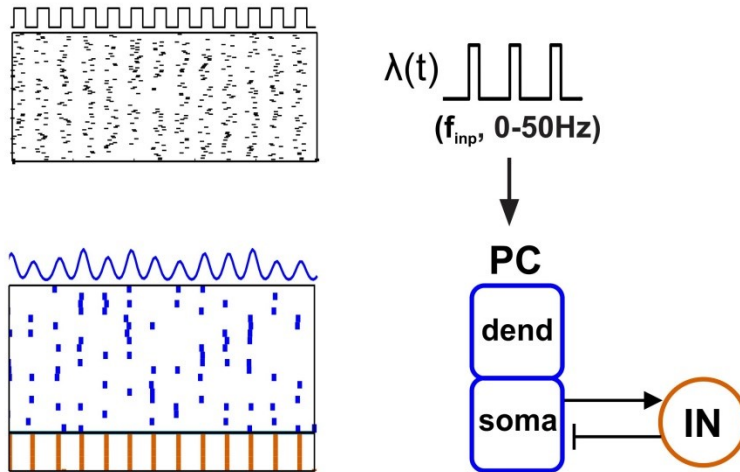 λ(t)
(f_inp, 0-50Hz)
PC
dend
soma
IN